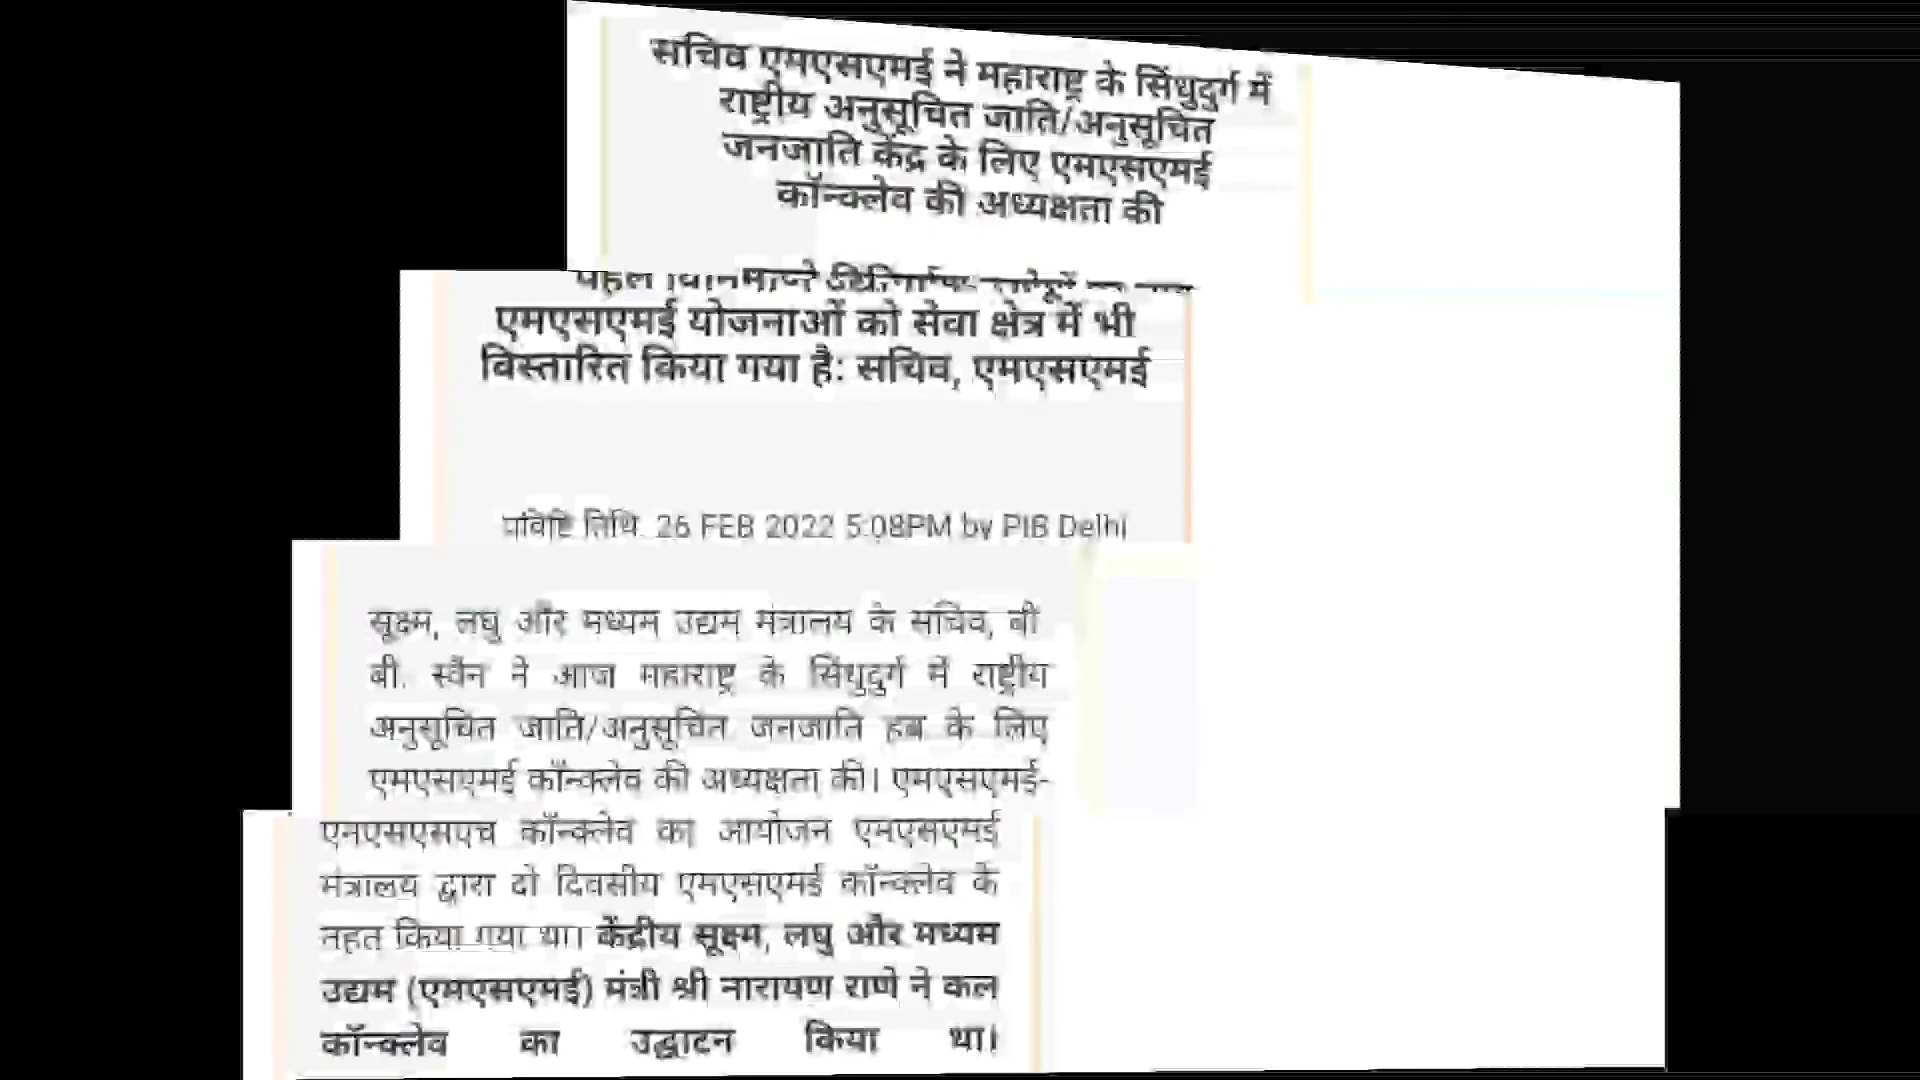 सचिव एमएसएमई ने महाराष्ट्र के सिंधुदुर्ग में
राष्ट्रीय अनुसूचित जाति/अनुसूचित
जनजाति केंद्र के लिए एमएसएमई
कॉन्क्लेव की अध्यक्षता की
पहले
एमएसएमई योजनाओं को सेवा क्षेत्र में भी
विस्तारित किया गया है: सचिव, एमएसएमई
प्रविष्टि तिथि: 26 FEB 2022 5:08PM by PIB Delhi
सूक्ष्म, लघु और मध्यम उद्यम मंत्रालय के सचिव, बी
बी. स्वैन ने आज महाराष्ट्र के सिंधुदुर्ग में राष्ट्रीय
अनुसूचित जाति/अनुसूचित जनजाति हब के लिए
एमएसएमई कॉन्क्लेव की अध्यक्षता की। एमएसएमई-
एनएसएसएच कॉन्क्लेव का आयोजन एमएसएमई
मंत्रालय द्वारा दो दिवसीय एमएसएमई कॉन्क्लेव के
तहत किया गया था। केंद्रीय सूक्ष्म, लघु और मध्यम
उद्यम (एमएसएमई) मंत्री श्री नारायण राणे ने कल
कॉन्क्लेव का उद्घाटन किया था।